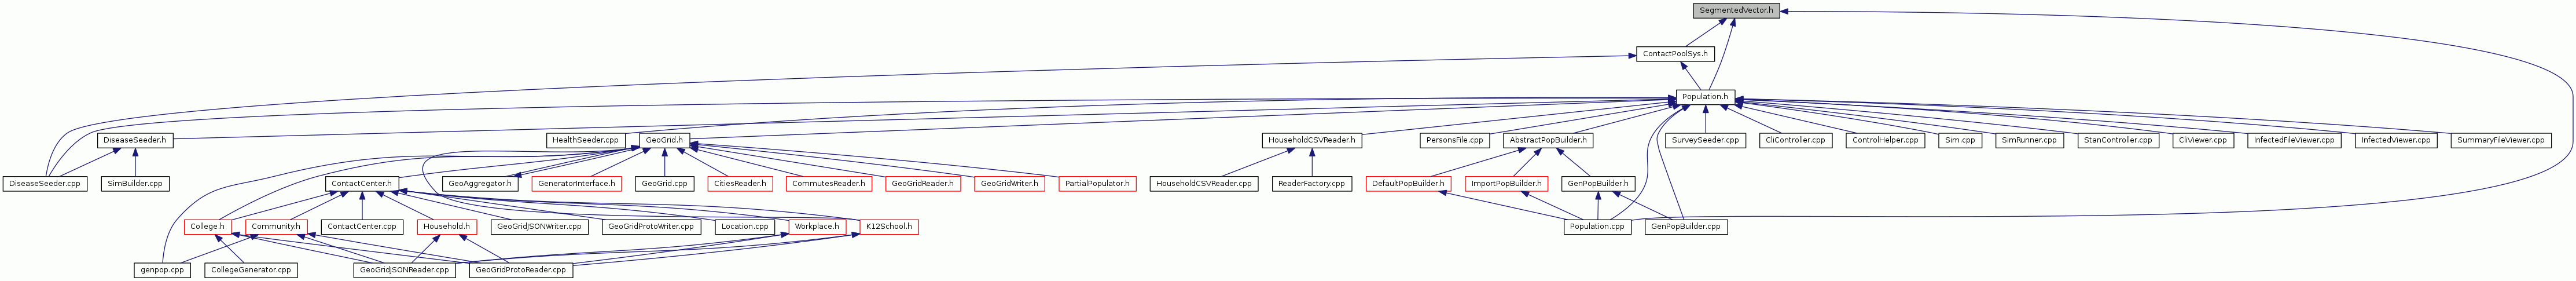 SegmentedVector.h
ContactPoolSys.h
Population.h
DiseaseSeeder.h
HealthSeeder.cpp
GeoGrid.h
HouseholdCSVReader.h
PersonsFile.cpp
AbstractPopBuilder.h
SurveySeeder.cpp
CliController.cpp
ControlHelper.cpp
Sim.cpp
SimRunner.cpp
StanController.cpp
CliViewer.cpp
InfectedFileViewer.cpp
InfectedViewer.cpp
SummaryFileViewer.cpp
DiseaseSeeder.cpp
SimBuilder.cpp
ContactCenter.h
GeoAggregator.h
GeneratorInterface.h
GeoGrid.cpp
CitiesReader.h
CommutesReader.h
GeoGridReader.h
GeoGridWriter.h
PartialPopulator.h
HouseholdCSVReader.cpp
ReaderFactory.cpp
DefaultPopBuilder.h
ImportPopBuilder.h
GenPopBuilder.h
College.h
Community.h
ContactCenter.cpp
Household.h
GeoGridJSONWriter.cpp
GeoGridProtoWriter.cpp
Location.cpp
Workplace.h
K12School.h
Population.cpp
GenPopBuilder.cpp
genpop.cpp
CollegeGenerator.cpp
GeoGridJSONReader.cpp
GeoGridProtoReader.cpp